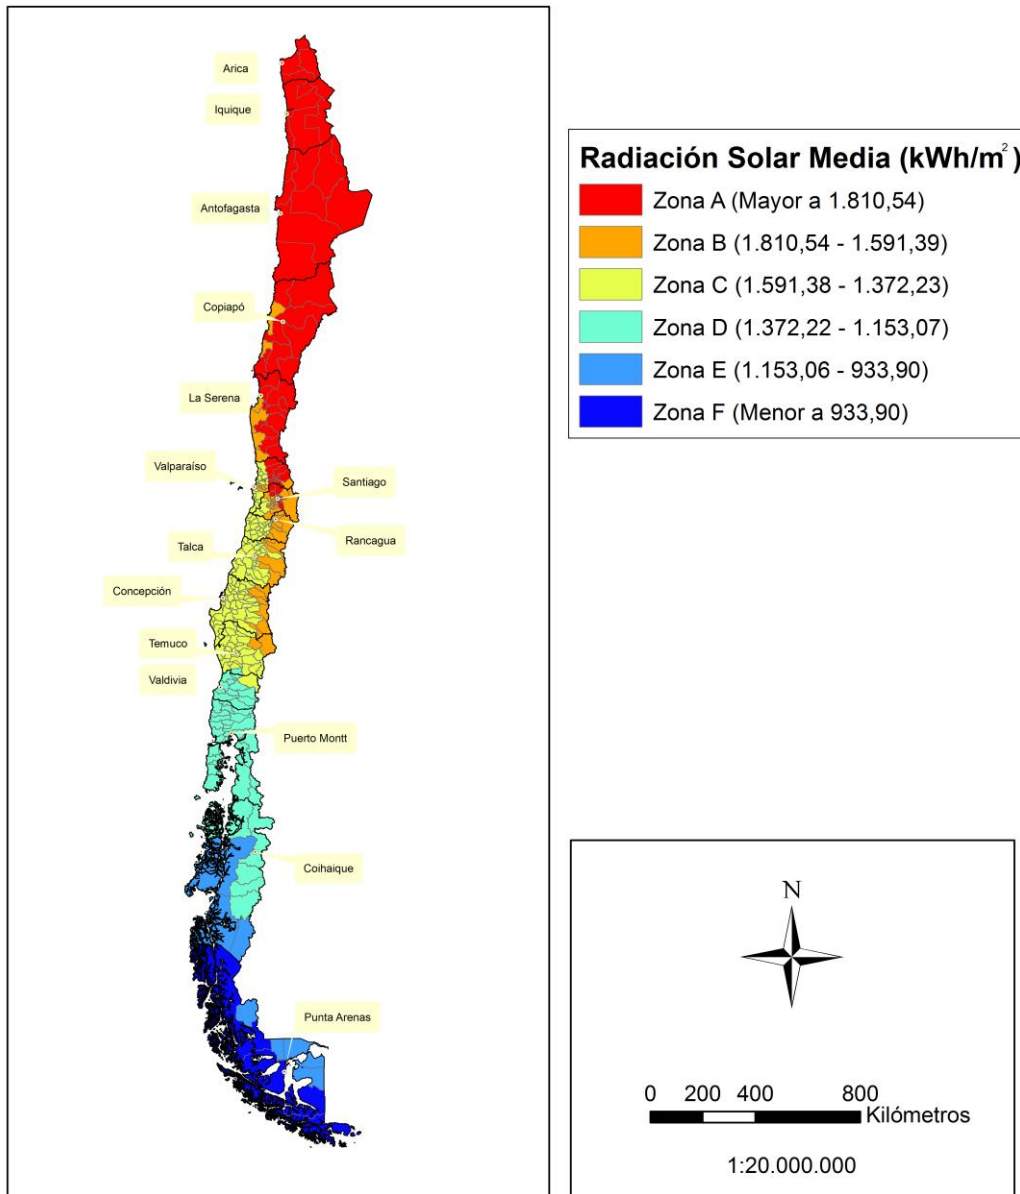 Arica
Iquique
Antofagasta
Copiapó
La Serena
Valparaíso
Santiago
Rancagua
Talca
Concepción
Temuco
Valdivia
Puerto Montt
Coihaique
Punta Arenas
Radiación Solar Media (kWh/m²)
Zona A (Mayor a 1.810,54)
Zona B (1.810,54 - 1.591,39)
Zona C (1.591,38 - 1.372,23)
Zona D (1.372,22 - 1.153,07)
Zona E (1.153,06 - 933,90)
Zona F (Menor a 933,90)
N
0 200 400 800
Kilómetros
1:20.000.000